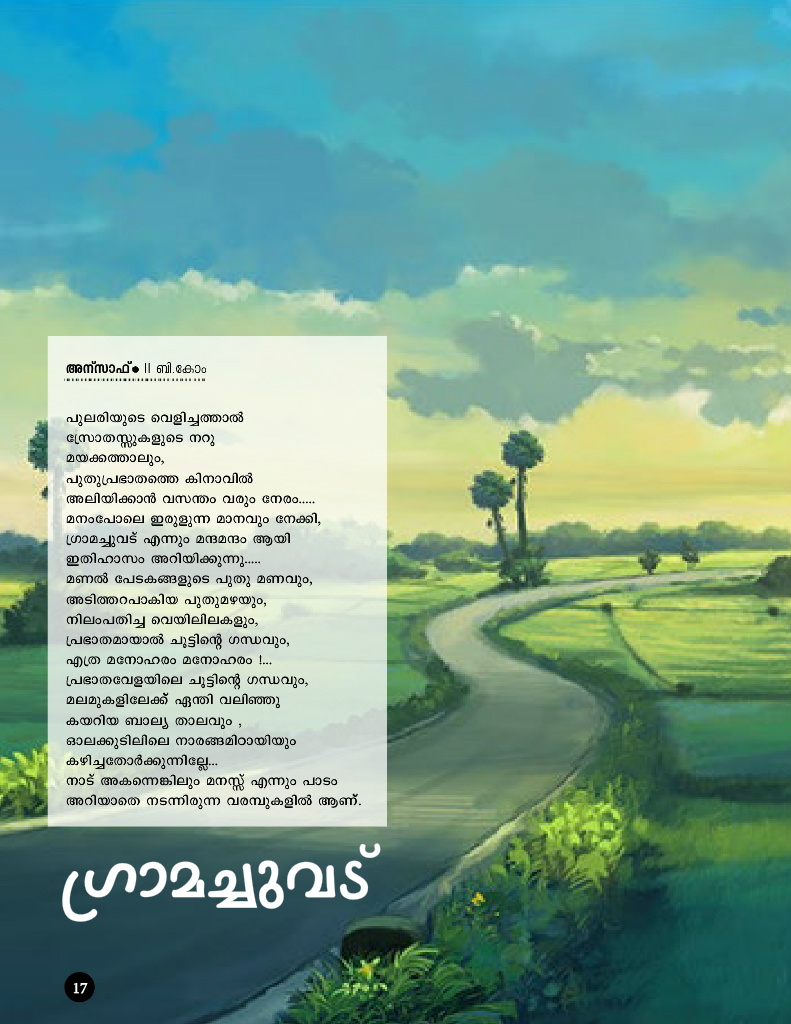 അന്സാഫ്● II ബി.കോം
പുലരിയുടെ വെളിച്ചത്താൽ
സ്രോതസ്സുകളുടെ നറു
മയക്കത്താലും,
പുതുപ്രഭാതത്തെ കിനാവിൽ
അലിയിക്കാൻ വസന്തം വരും നേരം.....
മനംപോലെ ഇരുളുന്ന മാനവും നേക്കി,
ഗ്രാമച്ചുവട് എന്നും മന്ദമന്ദം ആയി
ഇതിഹാസം അറിയിക്കുന്നു.....
മണൽ പേടകങ്ങളുടെ പുതു മണവും,
അടിത്തറപാകിയ പുതുമഴയും,
നിലംപതിച്ച വെയിലിലകളും,
പ്രഭാതമായാൽ ചൂട്ടിന്റെ ഗന്ധവും,
എത്ര മനോഹരം മനോഹരം !...
പ്രഭാതവേളയിലെ ചൂട്ടിന്റെ ഗന്ധവും,
മലമുകളിലേക്ക് ഏന്തി വലിഞ്ഞു
കയറിയ ബാല്യ താലവും ,
ഓലക്കുടിലിലെ നാരങ്ങമിഠായിയും
കഴിച്ചതോർക്കുന്നില്ലേ...
നാട് അകന്നെങ്കിലും മനസ്സ് എന്നും പാടം
അറിയാതെ നടന്നിരുന്ന വരമ്പുകളിൽ ആണ്.
ഗ്രാമച്ചുവട്
17